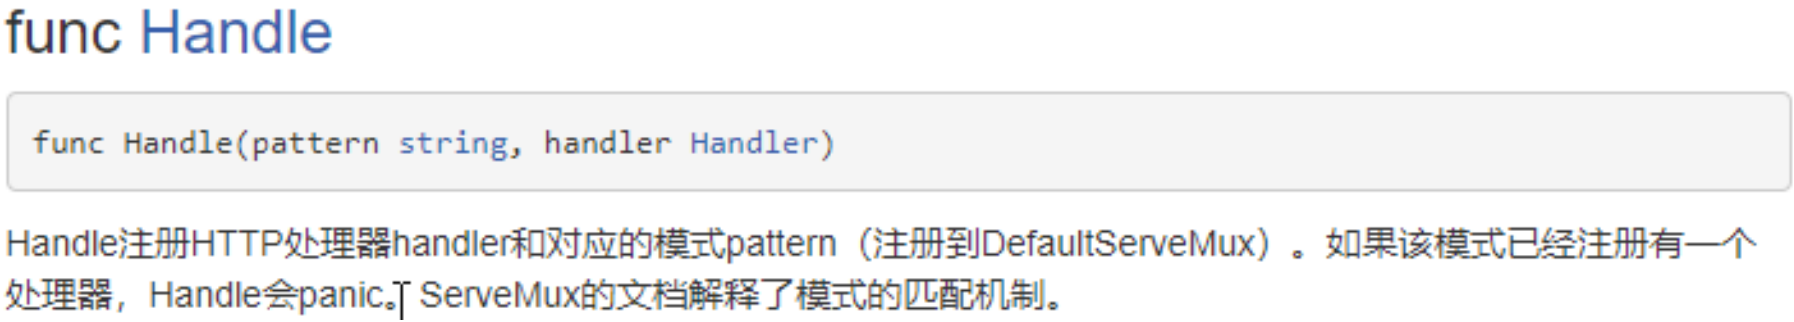 func Handle
func Handle(pattern string, handler Handler)
Handle注册HTTP处理器handler和对应的模式pattern（注册到DefaultServeMux）。如果该模式已经注册有一个
处理器，Handle会panic。ServeMux的文档解释了模式的匹配机制。